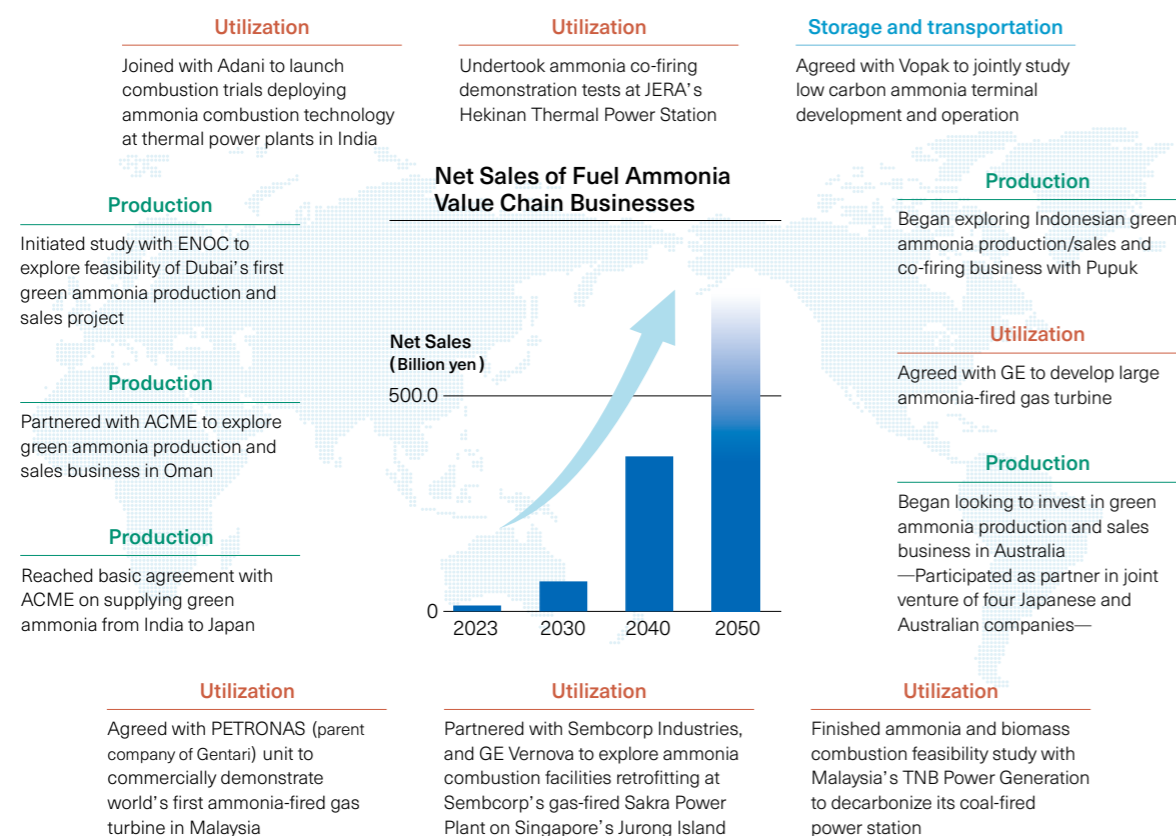 Utilization
Joined with Adani to launch
combustion trials deploying
ammonia combustion technology
at thermal power plants in India
Utilization
Undertook ammonia co-firing
demonstration tests at JERA's
Hekinan Thermal Power Station
Storage and transportation
Agreed with Vopak to jointly study
low carbon ammonia terminal
development and operation
Production
Initiated study with ENOC to
explore feasibility of Dubai's first
green ammonia production and
sales project
Production
Partnered with ACME to explore
green ammonia production and
sales business in Oman
Production
Reached basic agreement with
ACME on supplying green
ammonia from India to Japan
Net Sales of Fuel Ammonia
Value Chain Businesses
Net Sales
(Billion yen)
500.0
0
2023 2030 2040 2050
Production
Began exploring Indonesian green
ammonia production/sales and
co-firing business with Pupuk
Utilization
Agreed with GE to develop large
ammonia-fired gas turbine
Production
Began looking to invest in green
ammonia production and sales
business in Australia
—Participated as partner in joint
venture of four Japanese and
Australian companies—
Utilization
Agreed with PETRONAS (parent
company of Gentari) unit to
commercially demonstrate
world's first ammonia-fired gas
turbine in Malaysia
Utilization
Partnered with Sembcorp Industries,
and GE Vernova to explore ammonia
combustion facilities retrofitting at
Sembcorp's gas-fired Sakra Power
Plant on Singapore's Jurong Island
Utilization
Finished ammonia and biomass
combustion feasibility study with
Malaysia's TNB Power Generation
to decarbonize its coal-fired
power station